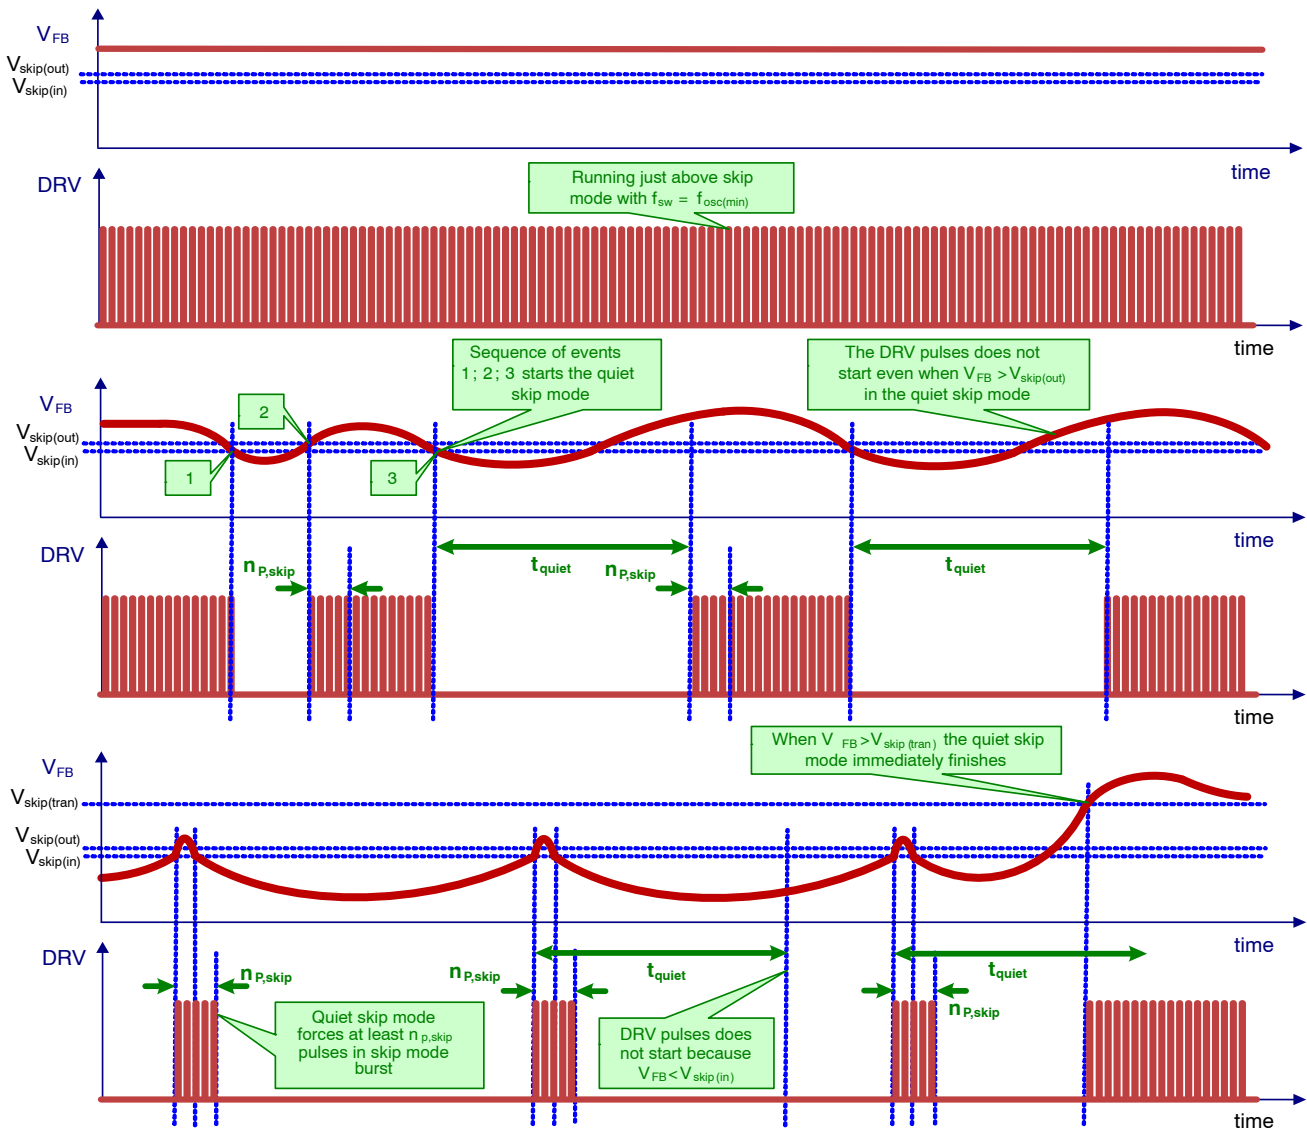 V FB
Vskip(out)
Vskip(in)
time
DRV
Running just above skip
mode with fsw = fosc(min)
time
Sequence of events
1 ; 2 ; 3 starts the quiet
skip mode
The DRV pulses does not
start even when VFB >Vskip(out)
in the quiet skip mode
VFB
2
Vskip(out)
Vskip(in)
1
3
time
DRV
nP,skip
tquiet
nP,skip
tquiet
time
When V FB >Vskip (tran) the quiet skip
mode immediately finishes
VFB
Vskip(tran)
Vskip(out)
Vskip(in)
time
DRV
nP,skip
nP,skip
tquiet
tquiet
nP,skip
Quiet skip mode
forces at least n p,skip
pulses in skip mode
burst
DRV pulses does
not start because
VFB<Vskip(in)
time